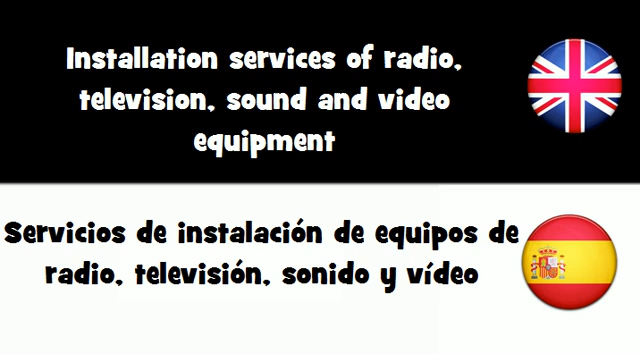 Installation services of radio,
television, sound and video
equipment
Servicios de instalación de equipos de
radio, televisión, sonido y vídeo